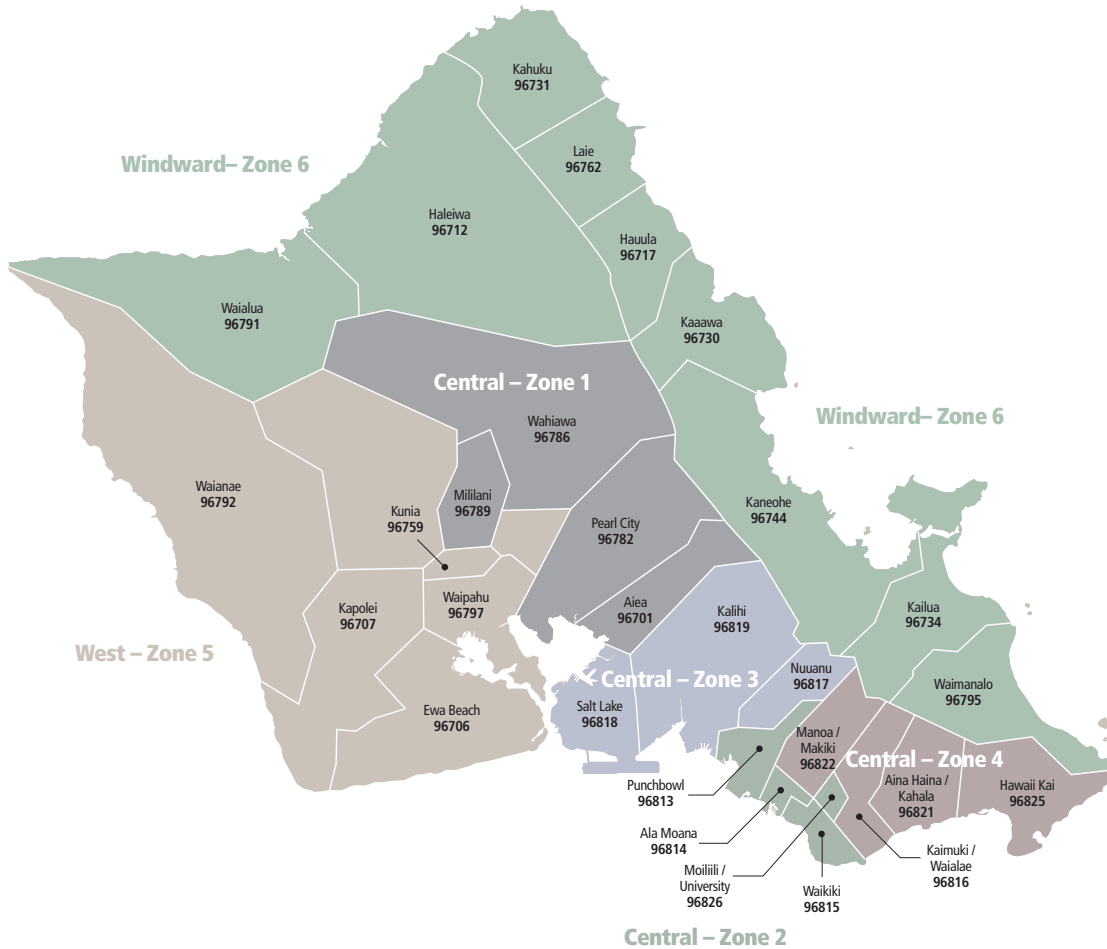 Kahuku
96731
Windward– Zone 6
Laie
96762
Haleiwa
96712
Hauula
96717
Waialua
96791
Kaaawa
96730
Central – Zone 1
Wahiawa
96786
Windward– Zone 6
Waianae
96792
Mililani
96789
Kunia
96759
Kaneohe
96744
Pearl City
96782
Kapolei
96707
Waipahu
96797
Aiea
96701
Kalihi
96819
Kailua
96734
West – Zone 5
Nuuanu
96817
Central – Zone 3
Waimanalo
96795
Ewa Beach
96706
Salt Lake
96818
Manoa /
Makiki
96822
Central – Zone 4
Punchbowl
96813
Aina Haina /
Kahala
96821
Hawaii Kai
96825
Ala Moana
96814
Kaimuki /
Waialae
96816
Moiliili /
University
96826
Waikiki
96815
Central – Zone 2